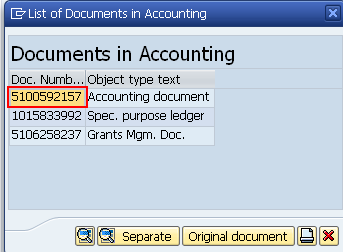 List of Documents in Accounting
Documents in Accounting
Doc. Numb... Object type text
5100592157 Accounting document
1015833992 Spec. purpose ledger
5106258237 Grants Mgm. Doc.
Separate Original document